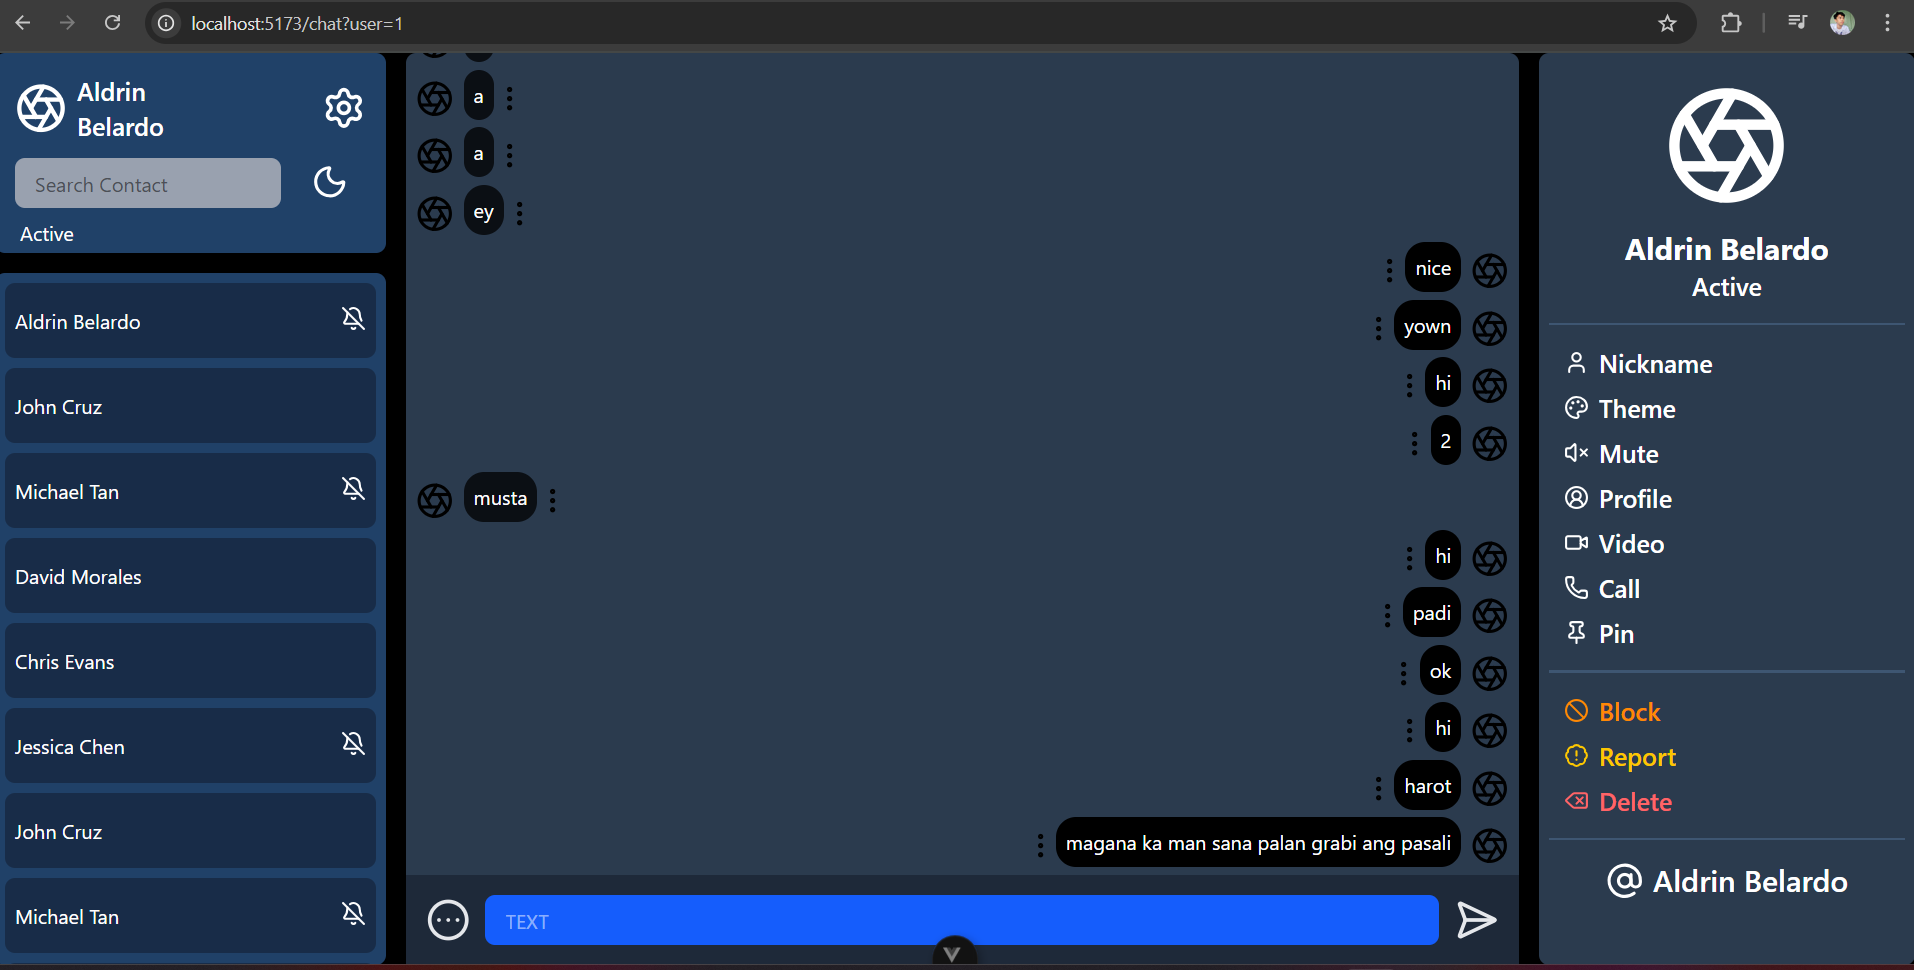 localhost:5173/chat?user=1
Aldrin
Belardo
Search Contact
Active
Aldrin Belardo
John Cruz
Michael Tan
David Morales
Chris Evans
Jessica Chen
John Cruz
Michael Tan
a
a
ey
nice
yown
hi
2
musta
hi
padi
ok
hi
harot
magana ka man sana palan grabi ang pasali
TEXT
Aldrin Belardo
Active
Nickname
Theme
Mute
Profile
Video
Call
Pin
Block
Report
Delete
@ Aldrin Belardo